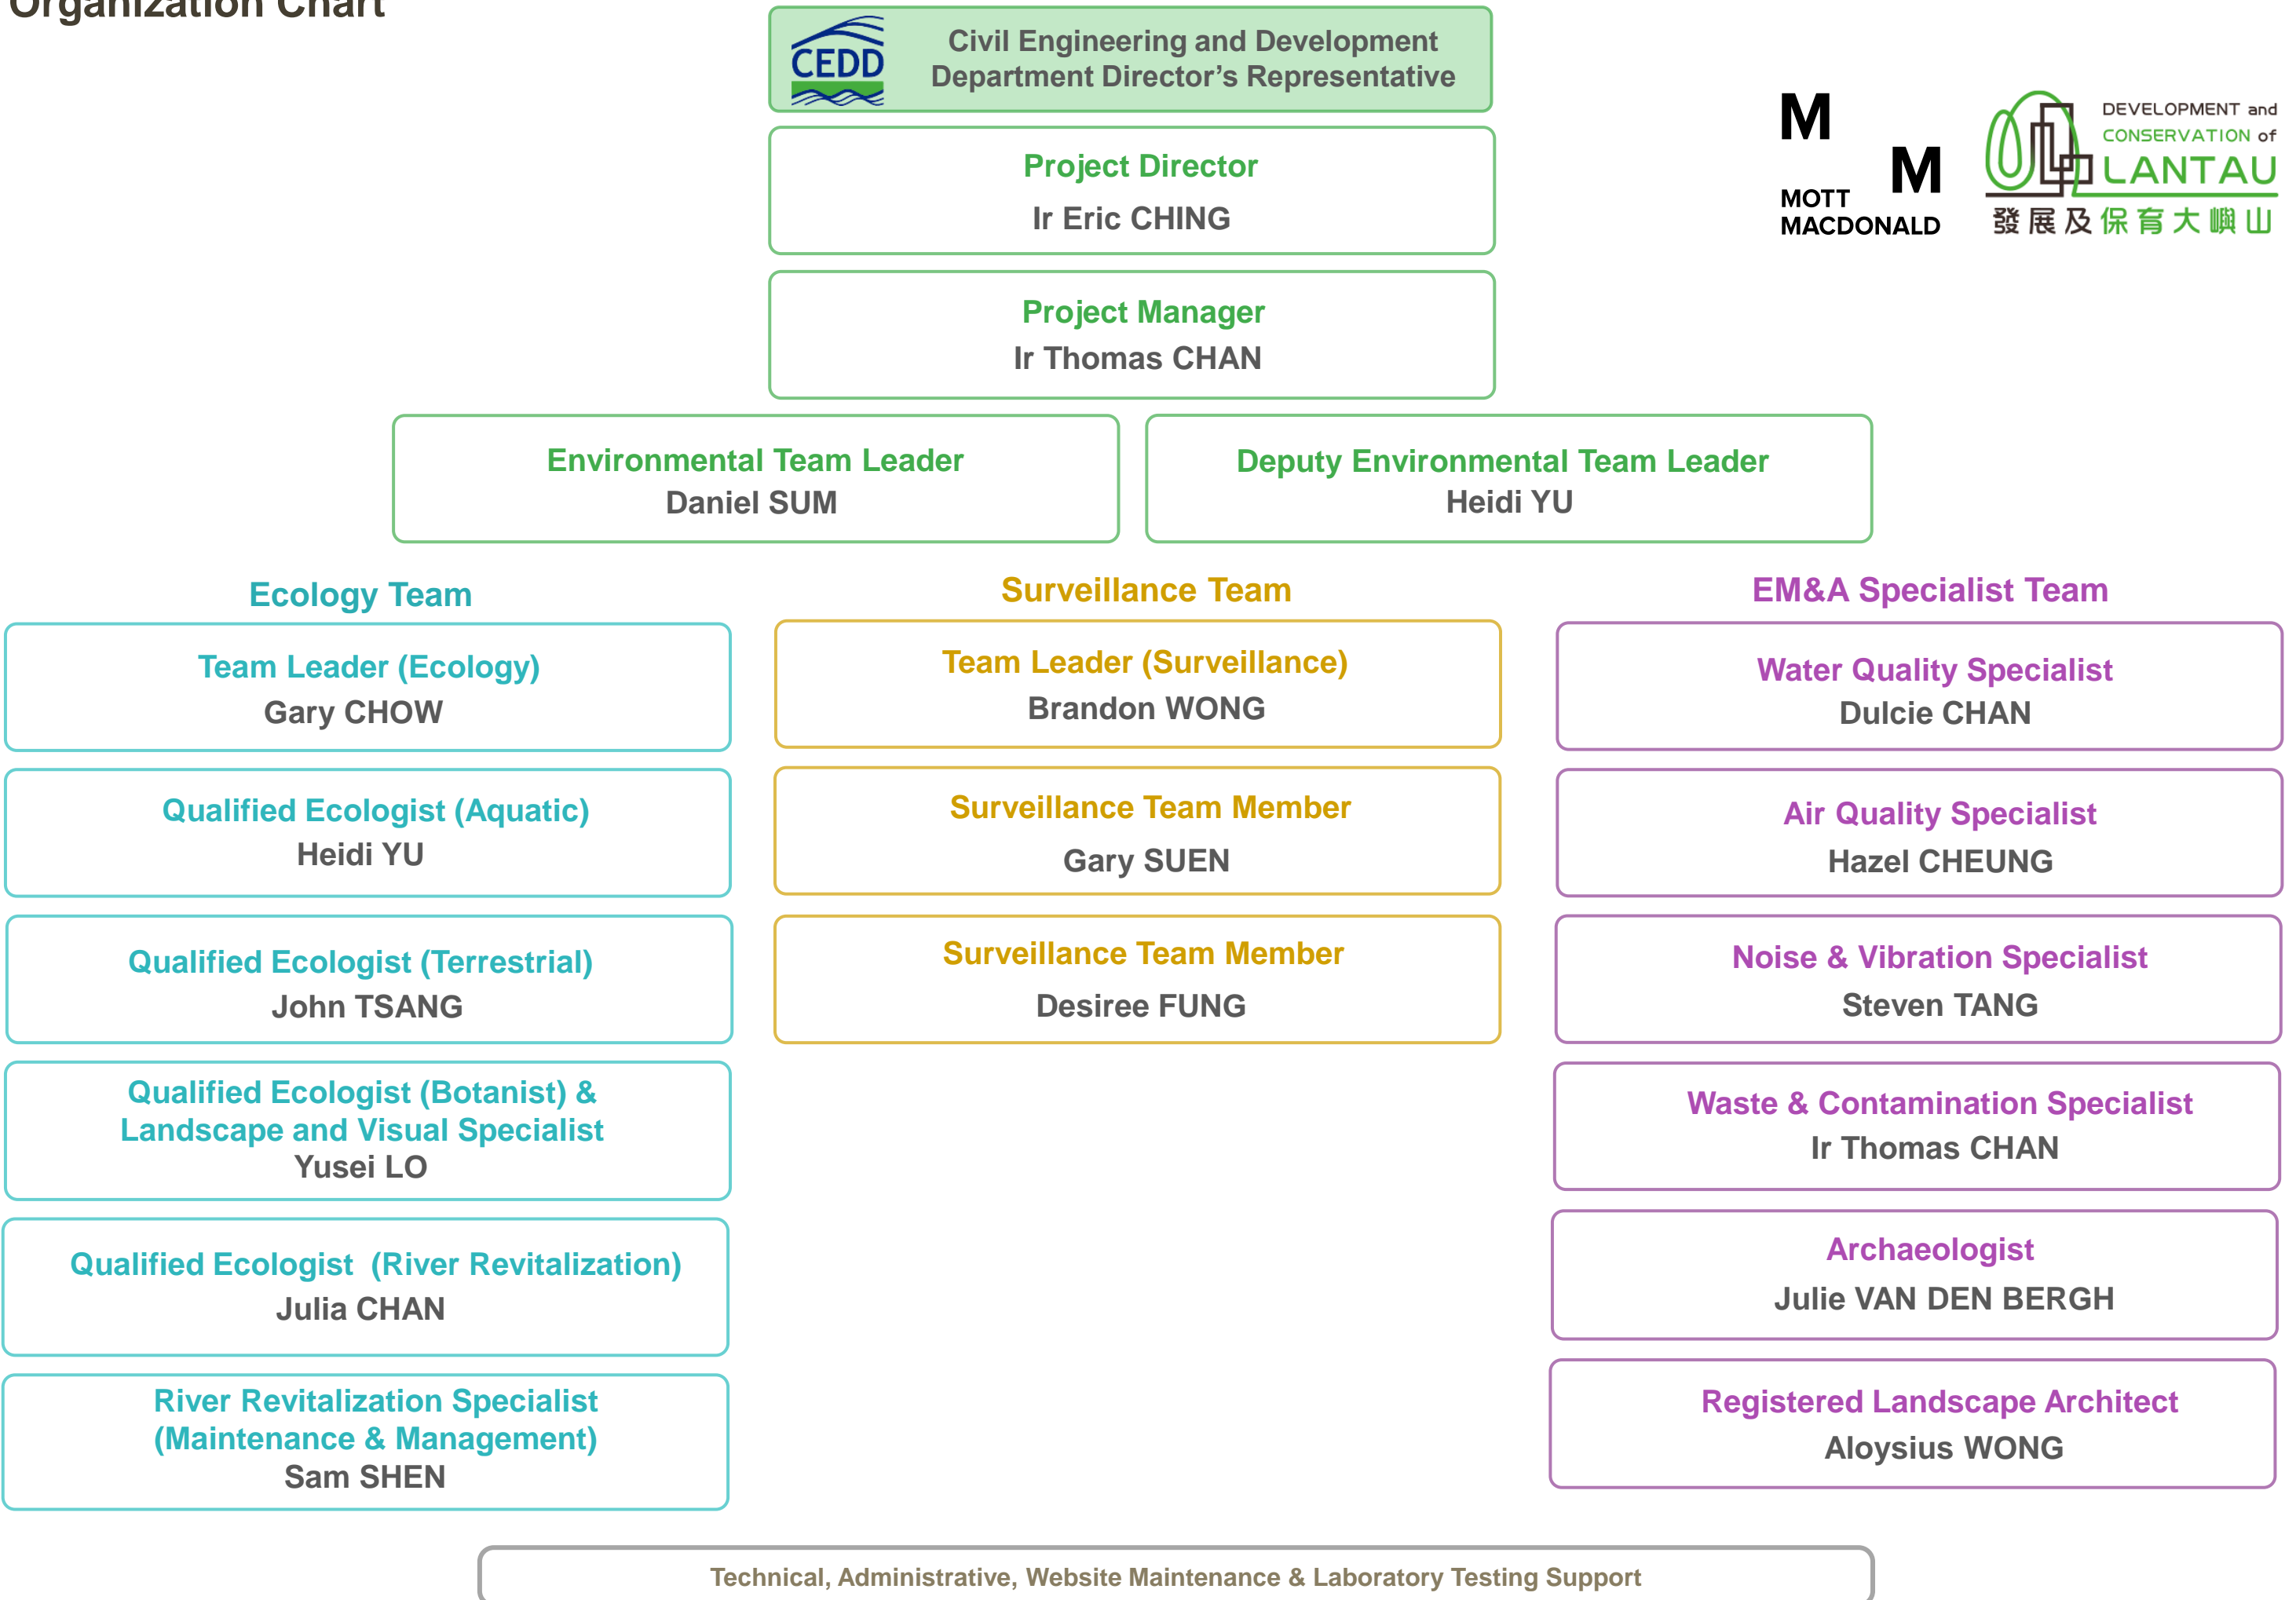 Organization Chart
CEDD
Civil Engineering and Development
Department Director's Representative
M
M
MOTT
MACDONALD
DEVELOPMENT and
CONSERVATION of
LANTAU
發展及保育大嶼山
Project Director
Ir Eric CHING
Project Manager
Ir Thomas CHAN
Environmental Team Leader
Daniel SUM
Deputy Environmental Team Leader
Heidi YU
Ecology Team
Team Leader (Ecology)
Gary CHOW
Qualified Ecologist (Aquatic)
Heidi YU
Qualified Ecologist (Terrestrial)
John TSANG
Qualified Ecologist (Botanist) &
Landscape and Visual Specialist
Yusei LO
Qualified Ecologist (River Revitalization)
Julia CHAN
River Revitalization Specialist
(Maintenance & Management)
Sam SHEN
Surveillance Team
Team Leader (Surveillance)
Brandon WONG
Surveillance Team Member
Gary SUEN
Surveillance Team Member
Desiree FUNG
EM&A Specialist Team
Water Quality Specialist
Dulcie CHAN
Air Quality Specialist
Hazel CHEUNG
Noise & Vibration Specialist
Steven TANG
Waste & Contamination Specialist
Ir Thomas CHAN
Archaeologist
Julie VAN DEN BERGH
Registered Landscape Architect
Aloysius WONG
Technical, Administrative, Website Maintenance & Laboratory Testing Support